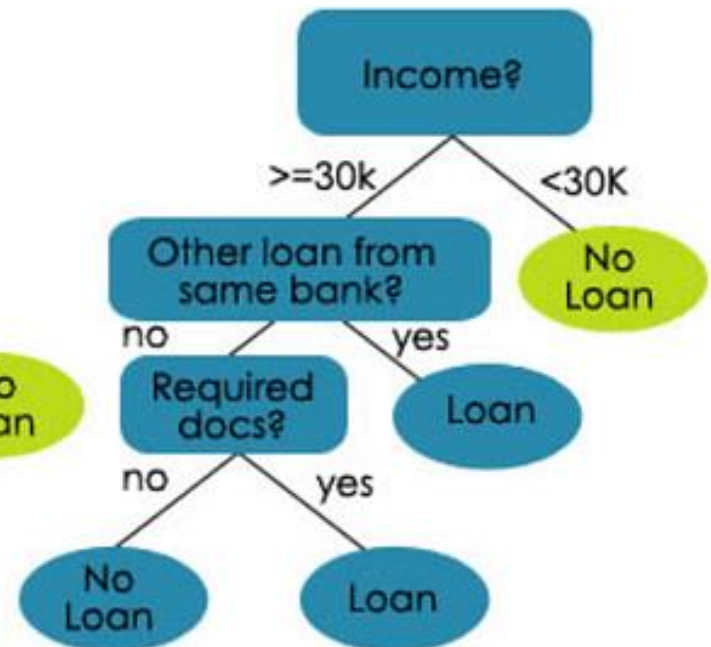 Income?
>=30k
<30K
Other loan from
same bank?
No
Loan
no
yes
Required
docs?
Loan
no
yes
No
Loan
Loan